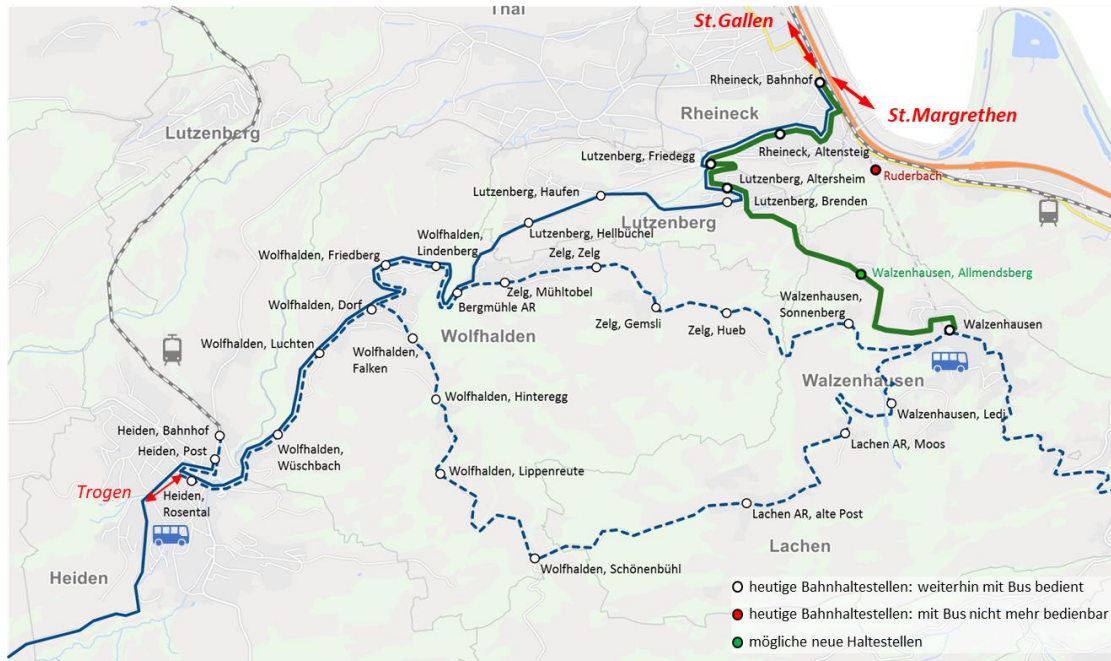 Thal
St.Gallen
Rheineck, Bahnhof
St.Margrethen
Rheineck
Lutzenberg
Lutzenberg, Friedegg
Rheineck, Altensteig
Ruderbach
Lutzenberg, Altersheim
Lutzenberg, Haufen
Lutzenberg, Brenden
Lutzenberg
Lutzenberg, Hellbüchel
Wolfhalden,
Lindenberg
Wolfhalden, Friedberg
Zelg, Zelg
Walzenhausen, Allmendsberg
Zelg, Mühltobel
Bergmühle AR
Wolfhalden, Dorf
Walzenhausen,
Sonnenberg
Zelg, Gemsli
Zelg, Hueb
Walzenhausen
Wolfhalden
Wolfhalden, Luchten
Wolfhalden,
Falken
Walzenhausen
Wolfhalden, Hinteregg
Walzenhausen, Ledi
Heiden, Bahnhof
Heiden, Post
Wolfhalden,
Wüschbach
Lachen AR, Moos
Wolfhalden, Lippenreute
Trogen
Heiden,
Rosental
Lachen AR, alte Post
Lachen
Wolfhalden, Schönenbühl
Heiden
heutige Bahnhaltestellen: weiterhin mit Bus bedient
heutige Bahnhaltestellen: mit Bus nicht mehr bedienbar
mögliche neue Haltestellen